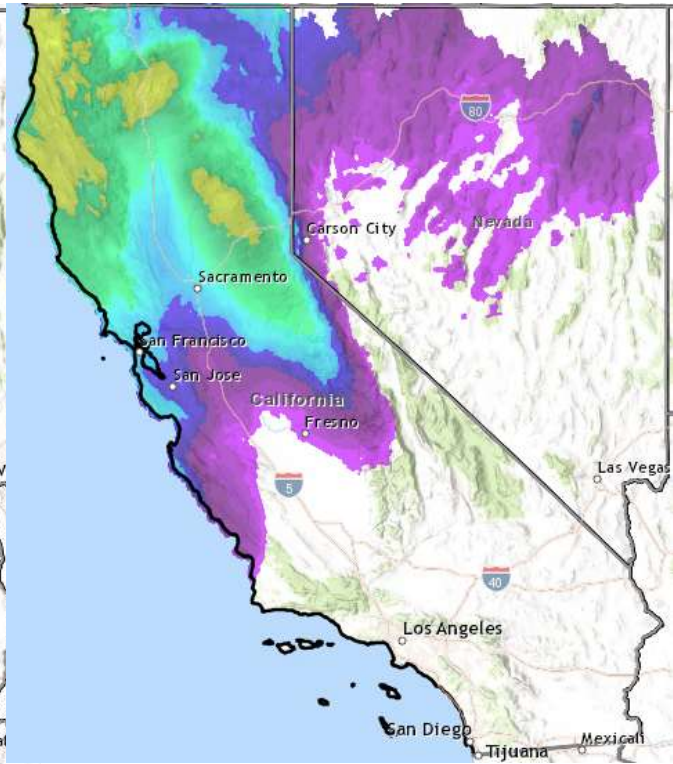 80
Nevada
Carson City
Sacramento
San Francisco
San Jose
California
Fresno
Las Vegas
5
40
Los Angeles
San Diego
Tijuana
Mexicali